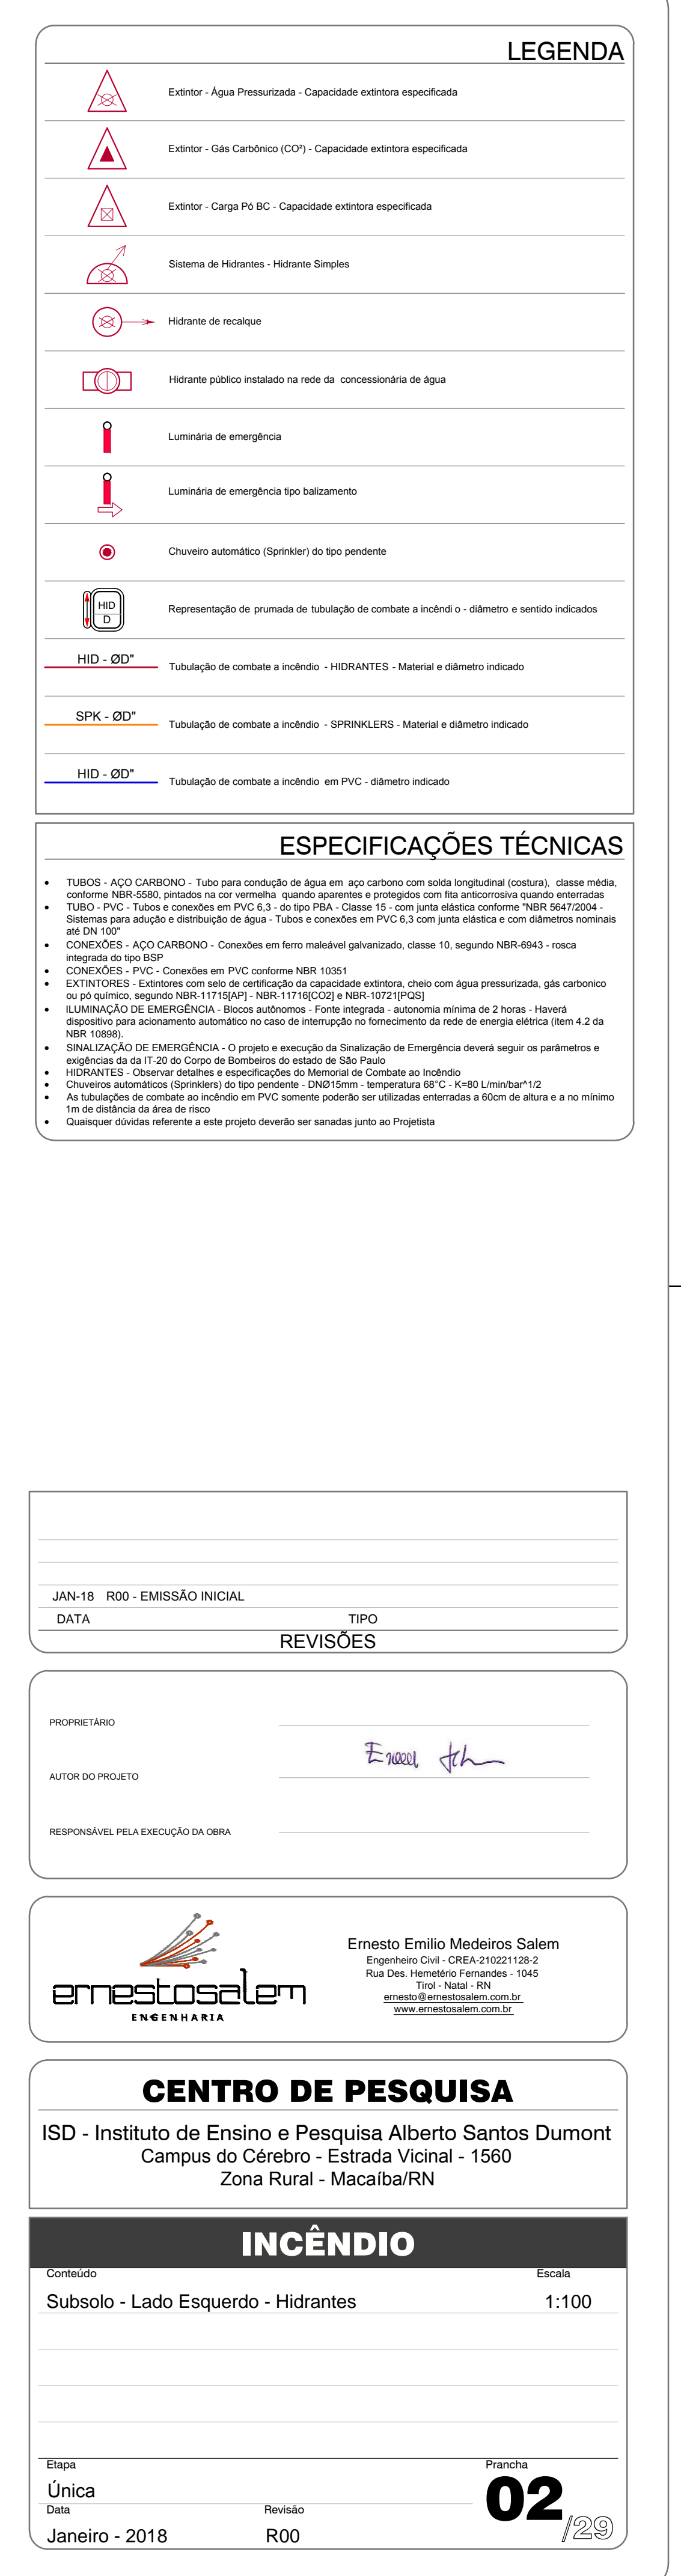 LEGENDA
Extintor - Água Pressurizada - Capacidade extintora especificada
Extintor - Gás Carbônico (CO²) - Capacidade extintora especificada
Extintor - Carga Pó BC - Capacidade extintora especificada
Sistema de Hidrantes - Hidrante Simples
Hidrante de recalque
Hidrante público instalado na rede da concessionária de água
Luminária de emergência
Luminária de emergência tipo balizamento
Chuveiro automático (Sprinkler) do tipo pendente
HID
D
Representação de prumada de tubulação de combate a incêndi o - diâmetro e sentido indicados
HID - ØD"
Tubulação de combate a incêndio - HIDRANTES - Material e diâmetro indicado
SPK - ØD"
Tubulação de combate a incêndio - SPRINKLERS - Material e diâmetro indicado
HID - ØD"
Tubulação de combate a incêndio em PVC - diâmetro indicado
ESPECIFICAÇÕES TÉCNICAS
• TUBOS - AÇO CARBONO - Tubo para condução de água em aço carbono com solda longitudinal (costura), classe média,
conforme NBR-5580, pintados na cor vermelha quando aparentes e protegidos com fita anticorrosiva quando enterradas
• TUBO - PVC - Tubos e conexões em PVC 6,3 - do tipo PBA - Classe 15 - com junta elástica conforme "NBR 5647/2004 -
Sistemas para adução e distribuição de água - Tubos e conexões em PVC 6,3 com junta elástica e com diâmetros nominais
até DN 100"
• CONEXÕES - AÇO CARBONO - Conexões em ferro maleável galvanizado, classe 10, segundo NBR-6943 - rosca
integrada do tipo BSP
• CONEXÕES - PVC - Conexões em PVC conforme NBR 10351
• EXTINTORES - Extintores com selo de certificação da capacidade extintora, cheio com água pressurizada, gás carbonico
ou pó químico, segundo NBR-11715[AP] - NBR-11716[CO2] e NBR-10721[PQS]
• ILUMINAÇÃO DE EMERGÊNCIA - Blocos autônomos - Fonte integrada - autonomia mínima de 2 horas - Haverá
dispositivo para acionamento automático no caso de interrupção no fornecimento da rede de energia elétrica (item 4.2 da
NBR 10898).
• SINALIZAÇÃO DE EMERGÊNCIA - O projeto e execução da Sinalização de Emergência deverá seguir os parâmetros e
exigências da da IT-20 do Corpo de Bombeiros do estado de São Paulo
• HIDRANTES - Observar detalhes e especificações do Memorial de Combate ao Incêndio
• Chuveiros automáticos (Sprinklers) do tipo pendente - DNØ15mm - temperatura 68°C - K=80 L/min/bar^1/2
• As tubulações de combate ao incêndio em PVC somente poderão ser utilizadas enterradas a 60cm de altura e a no mínimo
1m de distância da área de risco
• Quaisquer dúvidas referente a este projeto deverão ser sanadas junto ao Projetista
JAN-18 R00 - EMISSÃO INICIAL
DATA TIPO
REVISÕES
PROPRIETÁRIO
AUTOR DO PROJETO
RESPONSÁVEL PELA EXECUÇÃO DA OBRA
ernestosalem
ENGENHARIA
Ernesto Emilio Medeiros Salem
Engenheiro Civil - CREA-210221128-2
Rua Des. Hemetério Fernandes - 1045
Tirol - Natal - RN
ernesto@ernestosalem.com.br
www.ernestosalem.com.br
CENTRO DE PESQUISA
ISD - Instituto de Ensino e Pesquisa Alberto Santos Dumont
Campus do Cérebro - Estrada Vicinal - 1560
Zona Rural - Macaíba/RN
INCÊNDIO
Conteúdo Escala
Subsolo - Lado Esquerdo - Hidrantes 1:100
Etapa Prancha
Única
02/29
Data Revisão
Janeiro - 2018 R00